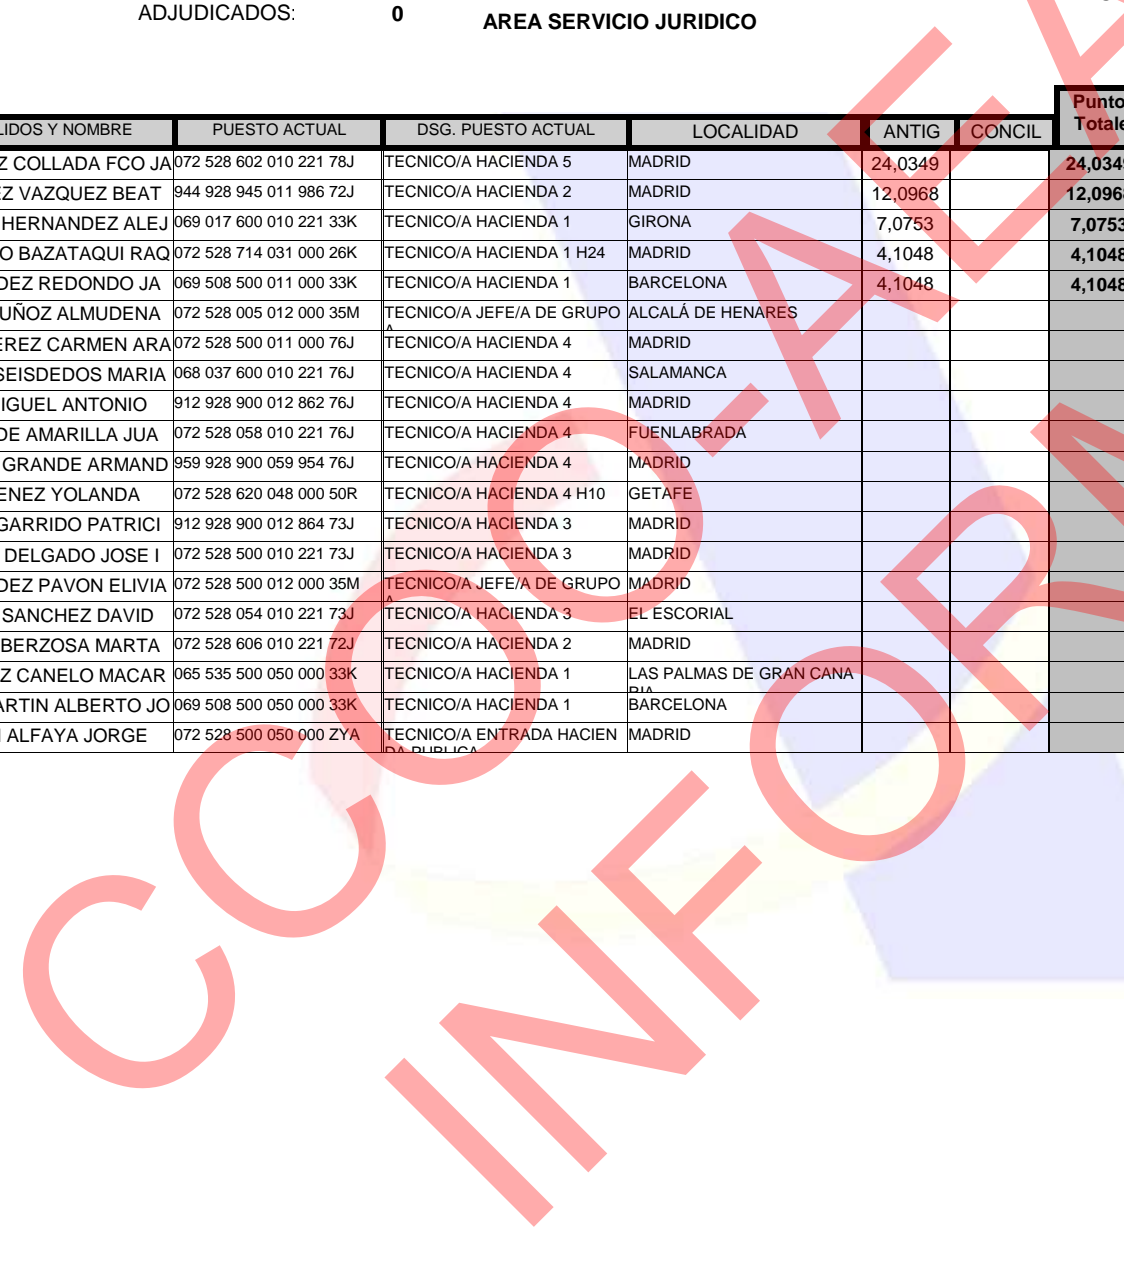 ADJUDICADOS: 0 AREA SERVICIO JURIDICO
Punto
LIDOS Y NOMBRE PUESTO ACTUAL DSG. PUESTO ACTUAL LOCALIDAD ANTIG CONCIL Totale
Z COLLADA FCO JA 072 528 602 010 221 78J TECNICO/A HACIENDA 5 MADRID 24,0349 24,0349
EZ VAZQUEZ BEAT 944 928 945 011 986 72J TECNICO/A HACIENDA 2 MADRID 12,0968 12,0968
HERNANDEZ ALEJ 069 017 600 010 221 33K TECNICO/A HACIENDA 1 GIRONA 7,0753 7,0753
O BAZATAQUI RAQ 072 528 714 031 000 26K TECNICO/A HACIENDA 1 H24 MADRID 4,1048 4,1048
DEZ REDONDO JA 069 508 500 011 000 33K TECNICO/A HACIENDA 1 BARCELONA 4,1048 4,1048
UÑOZ ALMUDENA 072 528 005 012 000 35M TECNICO/A JEFE/A DE GRUPO ALCALÁ DE HENARES
A
EREZ CARMEN ARA 072 528 500 011 000 76J TECNICO/A HACIENDA 4 MADRID
SEISDEDOS MARIA 068 037 600 010 221 76J TECNICO/A HACIENDA 4 SALAMANCA
IGUEL ANTONIO 912 928 900 012 862 76J TECNICO/A HACIENDA 4 MADRID
DE AMARILLA JUA 072 528 058 010 221 76J TECNICO/A HACIENDA 4 FUENLABRADA
GRANDE ARMAND 959 928 900 059 954 76J TECNICO/A HACIENDA 4 MADRID
ENEZ YOLANDA 072 528 620 048 000 50R TECNICO/A HACIENDA 4 H10 GETAFE
GARRIDO PATRICI 912 928 900 012 864 73J TECNICO/A HACIENDA 3 MADRID
DELGADO JOSE I 072 528 500 010 221 73J TECNICO/A HACIENDA 3 MADRID
DEZ PAVON ELIVIA 072 528 500 012 000 35M TECNICO/A JEFE/A DE GRUPO MADRID
A
SANCHEZ DAVID 072 528 054 010 221 73J TECNICO/A HACIENDA 3 EL ESCORIAL
BERZOSA MARTA 072 528 606 010 221 72J TECNICO/A HACIENDA 2 MADRID
Z CANELO MACAR 065 535 500 050 000 33K TECNICO/A HACIENDA 1 LAS PALMAS DE GRAN CANA
RIA
ARTIN ALBERTO JO 069 508 500 050 000 33K TECNICO/A HACIENDA 1 BARCELONA
ALFAYA JORGE 072 528 500 050 000 ZYA TECNICO/A ENTRADA HACIEN MADRID
DA PUBLICA
CCOO-AEA
INFORM